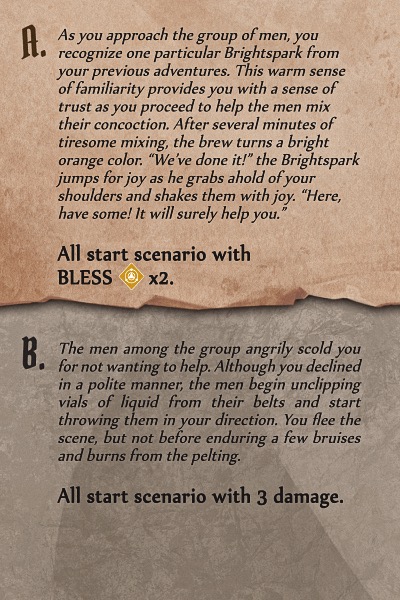 A.
As you approach the group of men, you
recognize one particular Brightspark from
your previous adventures. This warm sense
of familiarity provides you with a sense of
trust as you proceed to help the men mix
their concoction. After several minutes of
tiresome mixing, the brew turns a bright
orange color. “We’ve done it!” the Brightspark
jumps for joy as he grabs ahold of your
shoulders and shakes them with joy. “Here,
have some! It will surely help you.”
All start scenario with
BLESS x2.
B.
The men among the group angrily scold you
for not wanting to help. Although you declined
in a polite manner, the men begin unclipping
vials of liquid from their belts and start
throwing them in your direction. You flee the
scene, but not before enduring a few bruises
and burns from the pelting.
All start scenario with 3 damage.